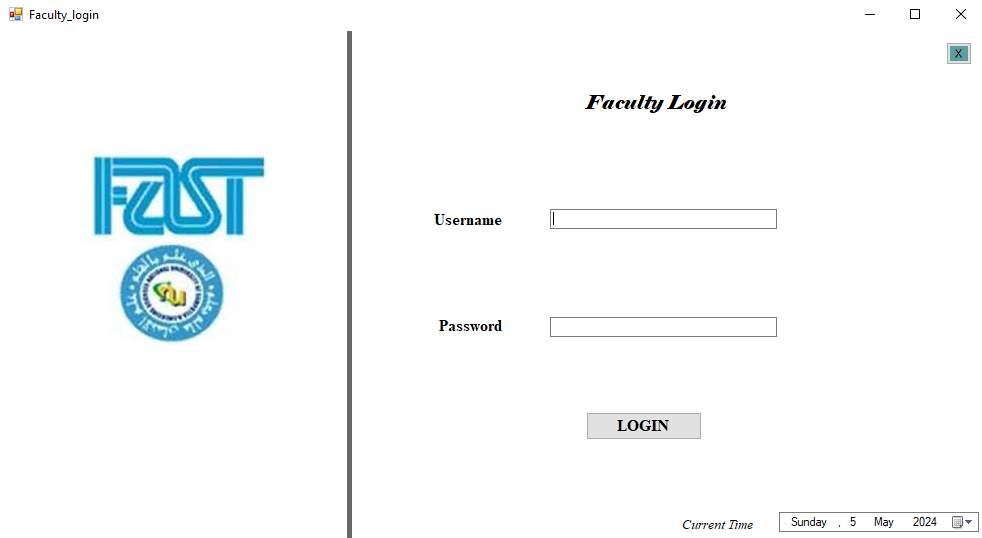 Faculty_login
X
Faculty Login
FAST
Username
Password
LOGIN
Current Time
Sunday , 5 May 2024